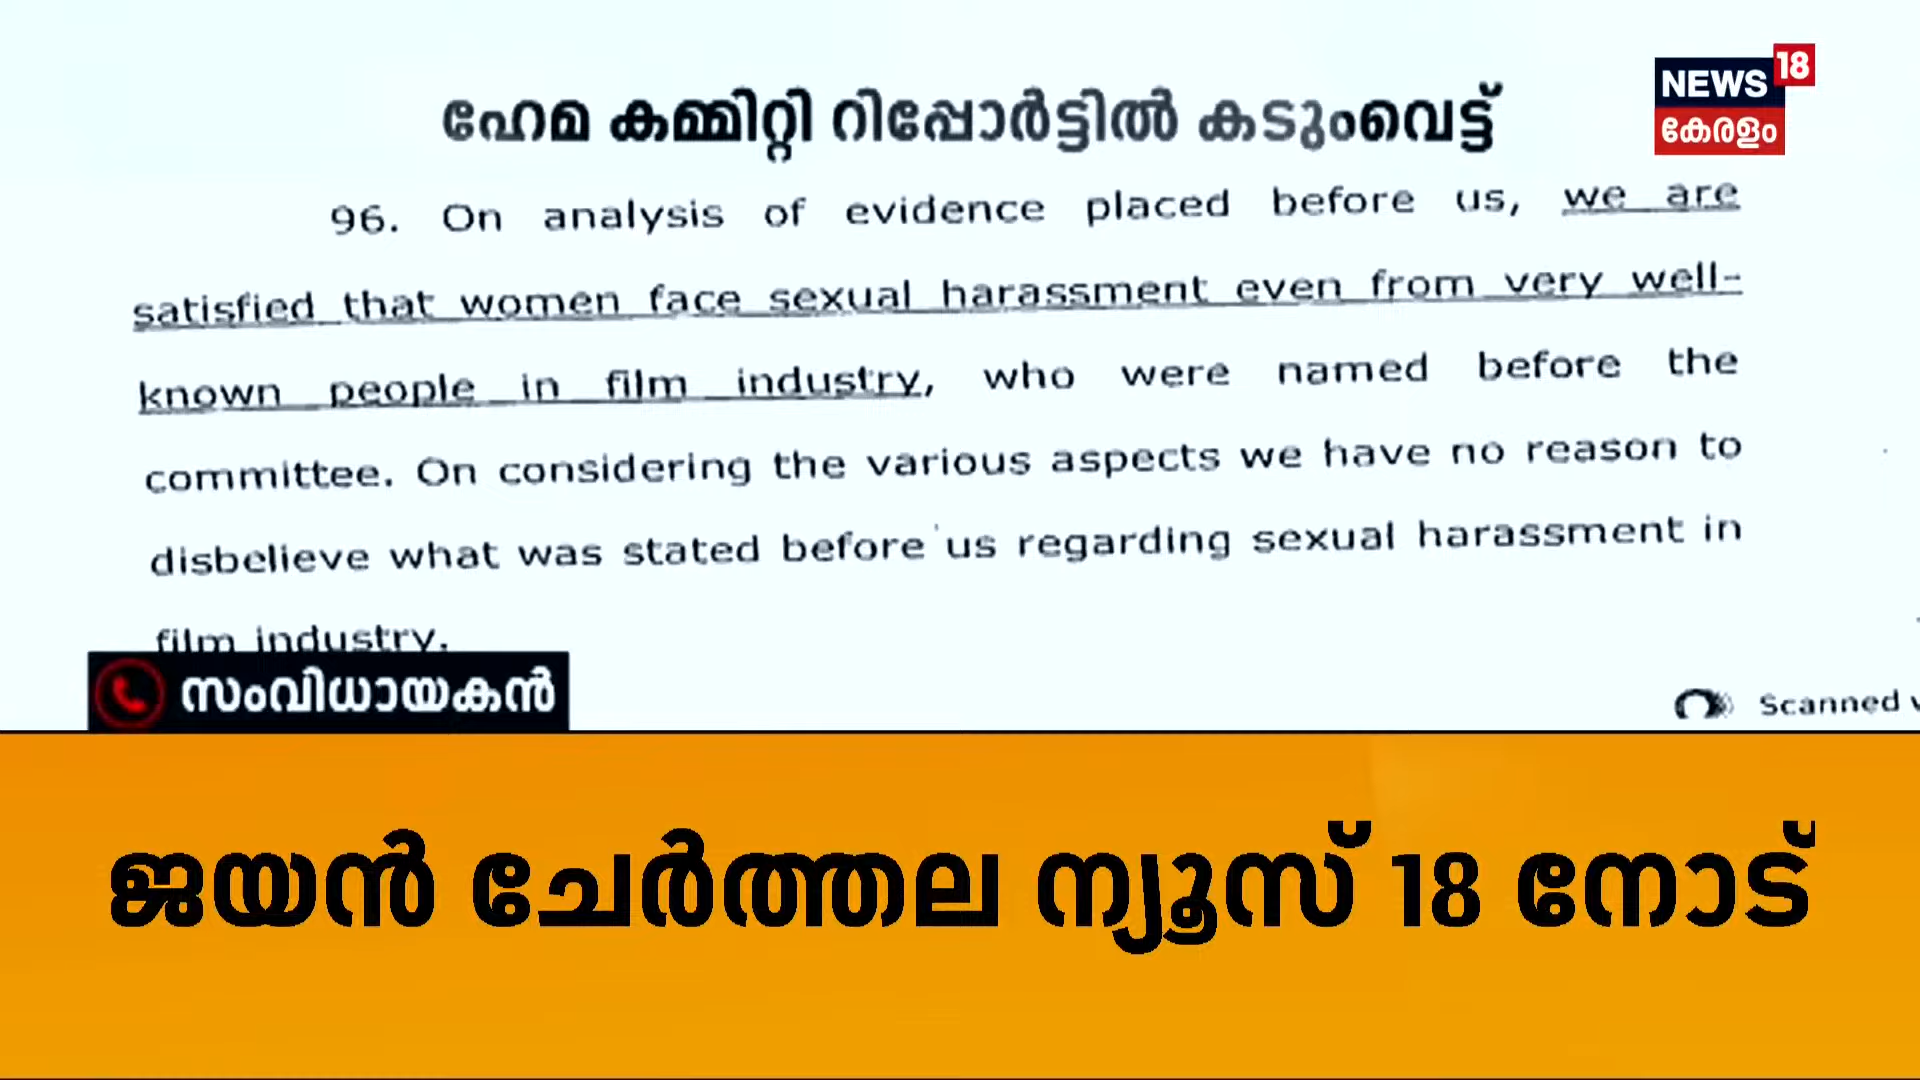 ഹേമ കമ്മിറ്റി റിപ്പോർട്ടിൽ കടുംവെട്ട്
NEWS 18
കേരളം
96. On analysis of evidence placed before us, we are
satisfied that women face sexual harassment even from very well-
known people in film industry, who were named before the
committee. On considering the various aspects we have no reason to
disbelieve what was stated before us regarding sexual harassment in
film industry.
സംവിധായകൻ
Scanned
ജയൻ ചേർത്തല ന്യൂസ് 18 നോട്